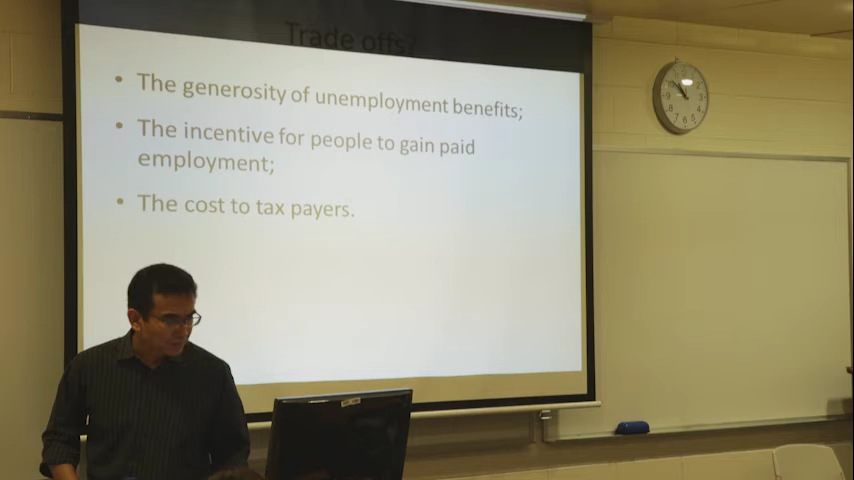 Trade offs?
• The generosity of unemployment benefits;
• The incentive for people to gain paid
employment;
• The cost to tax payers.